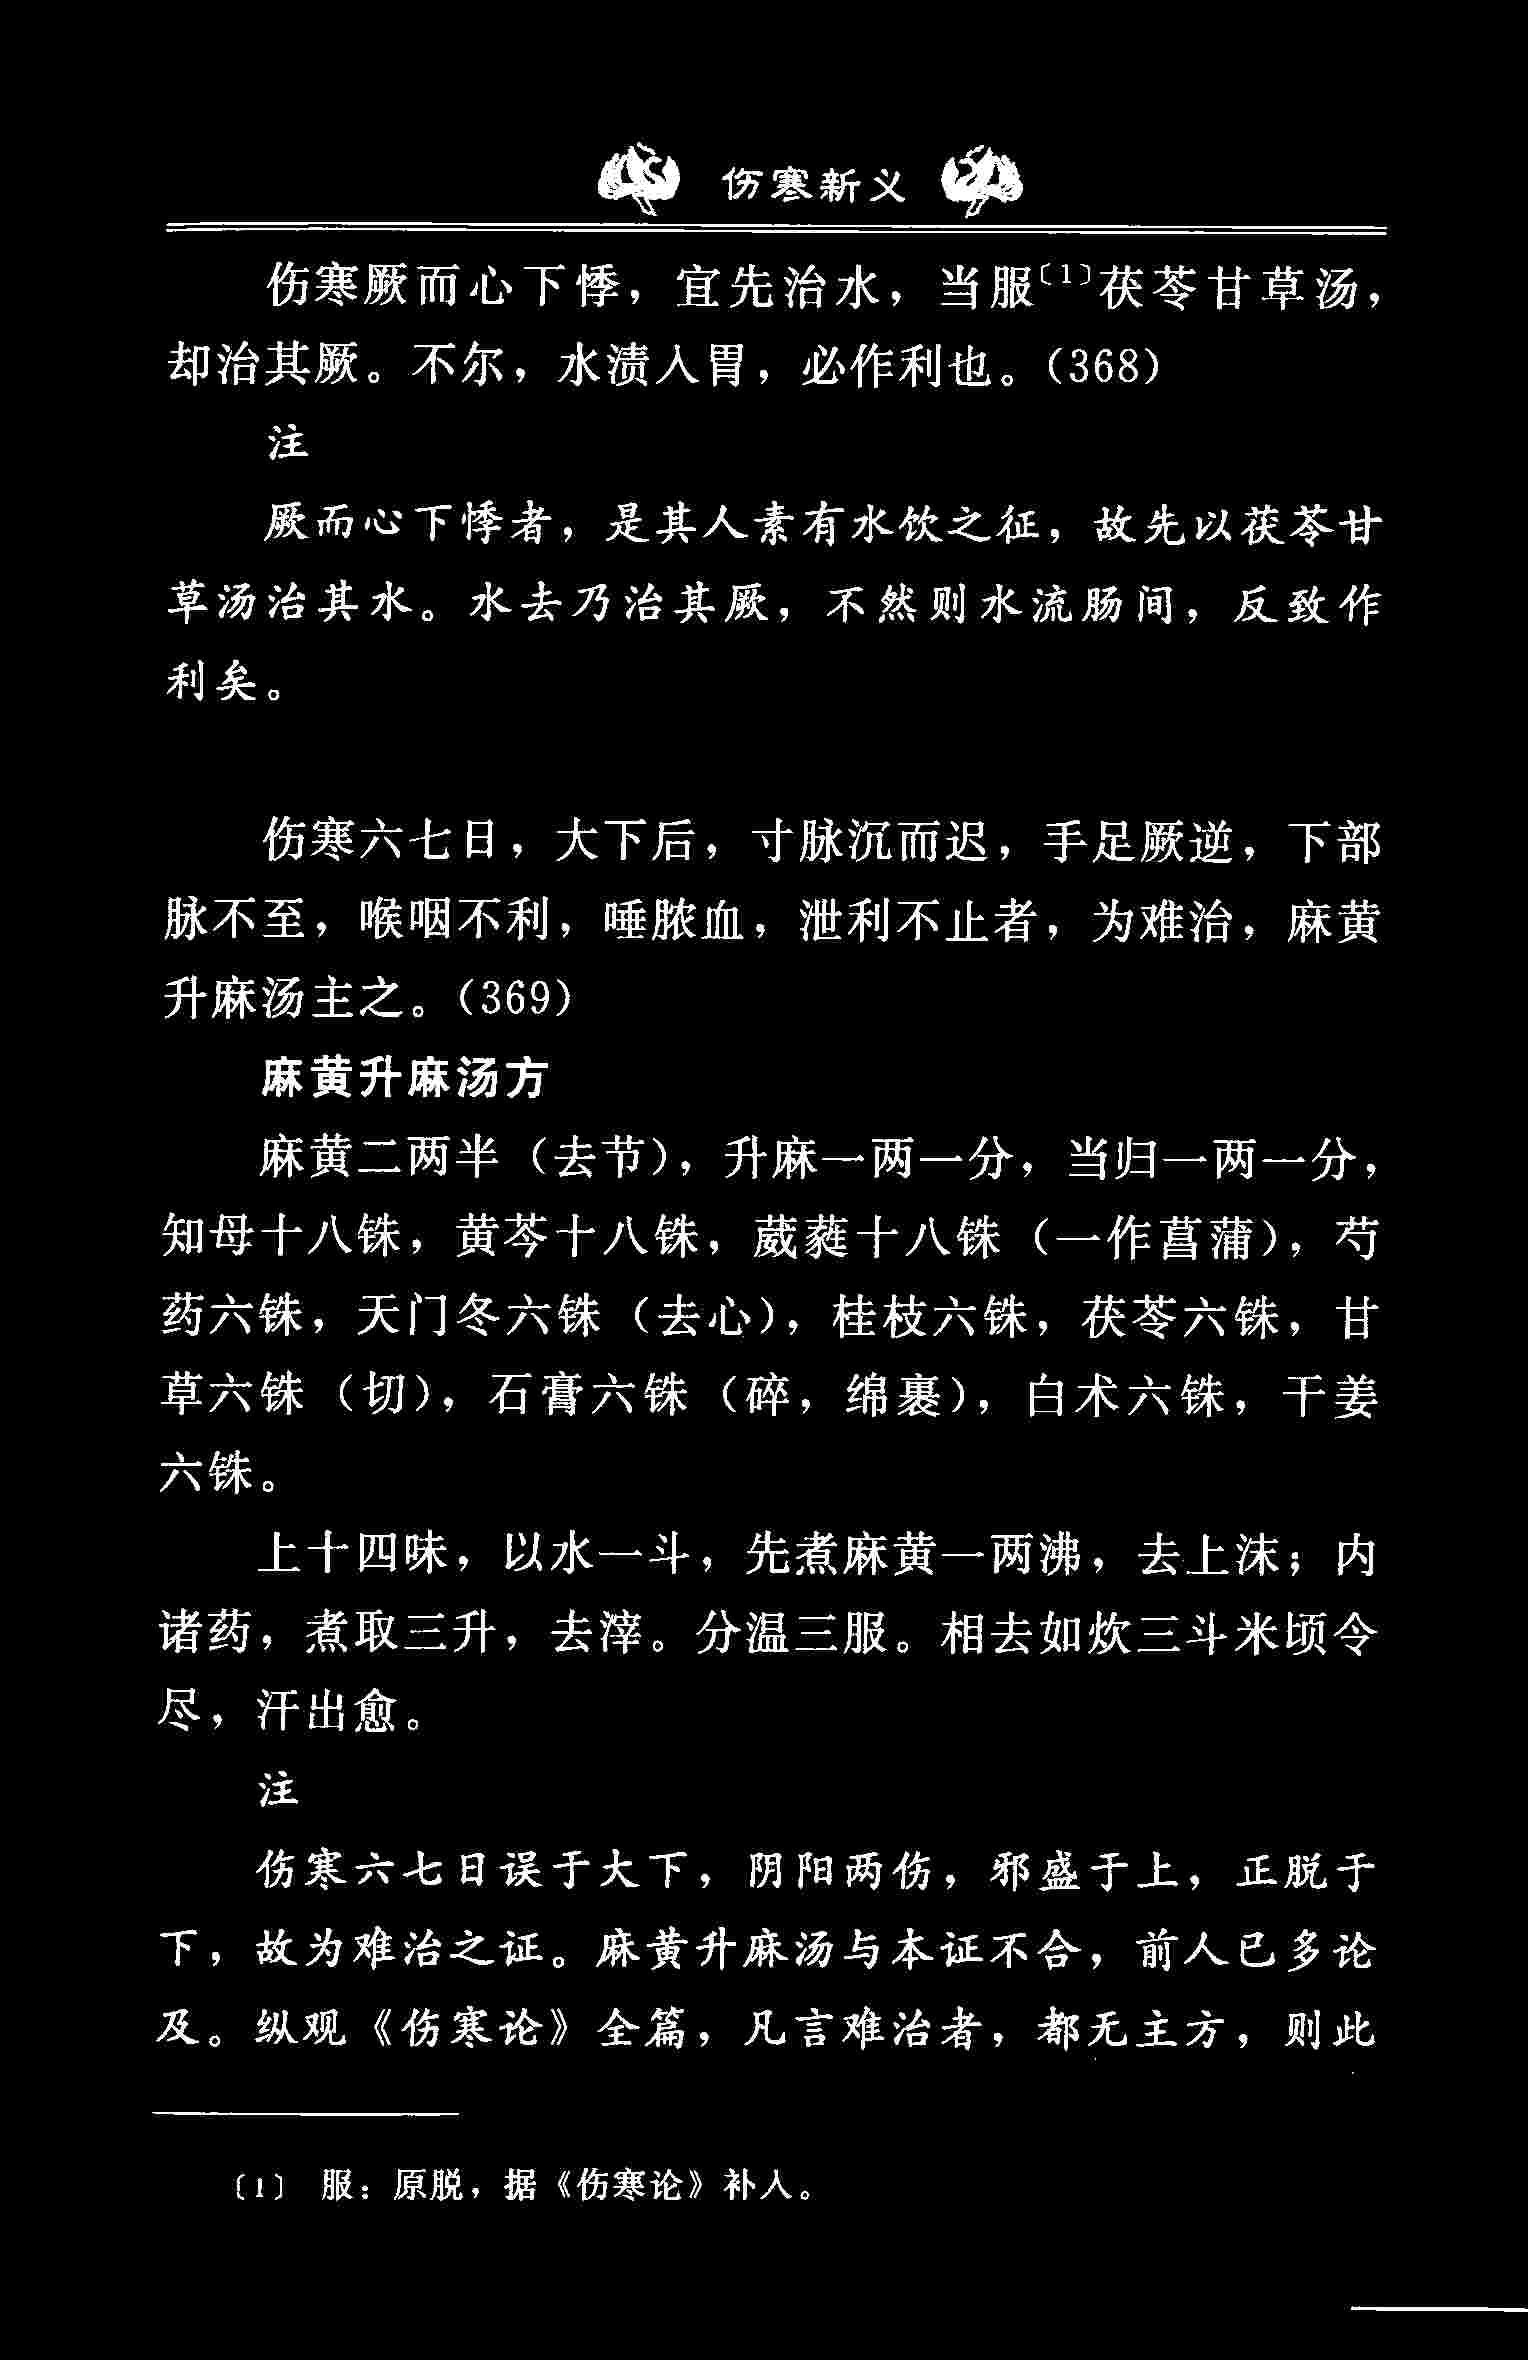 伤寒新义
伤寒厥而心下悸，宜先治水，当服〔1〕茯苓甘草汤，
却治其厥。不尔，水渍入胃，必作利也。（368）
注
厥而心下悸者，是其人素有水饮之征，故先以茯苓甘
草汤治其水。水去乃治其厥，不然则水流肠间，反致作
利矣。
伤寒六七日，大下后，寸脉沉而迟，手足厥逆，下部
脉不至，喉咽不利，唾脓血，泄利不止者，为难治，麻黄
升麻汤主之。（369）
麻黄升麻汤方
麻黄二两半（去节），升麻一两一分，当归一两一分，
知母十八铢，黄芩十八铢，葳蕤十八铢（一作菖蒲），芍
药六铢，天门冬六铢（去心），桂枝六铢，茯苓六铢，甘
草六铢（切），石膏六铢（碎，绵裹），白术六铢，干姜
六铢。
上十四味，以水一斗，先煮麻黄一两沸，去上沫；内
诸药，煮取三升，去滓。分温三服。相去如炊三斗米顷令
尽，汗出愈。
注
伤寒六七日误于大下，阴阳两伤，邪盛于上，正脱于
下，故为难治之证。麻黄升麻汤与本证不合，前人已多论
及。纵观《伤寒论》全篇，凡言难治者，都无主方，则此
〔1〕 服：原脱，据《伤寒论》补入。